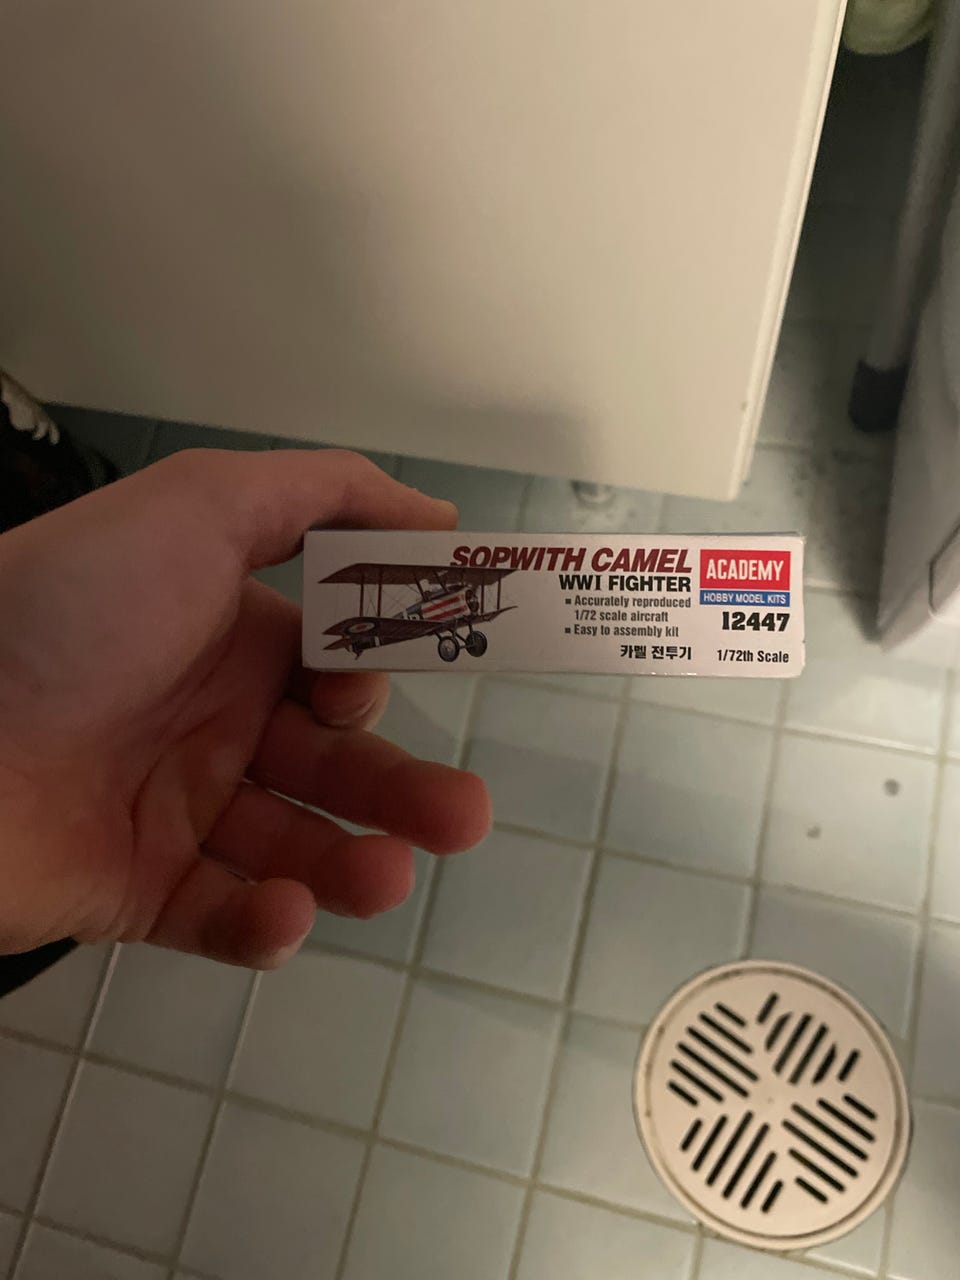 SOPWITH CAMEL
WWI FIGHTER
▪ Accurately reproduced
1/72 scale aircraft
▪ Easy to assembly kit
카멜 전투기
ACADEMY
HOBBY MODEL KITS
12447
1/72th Scale